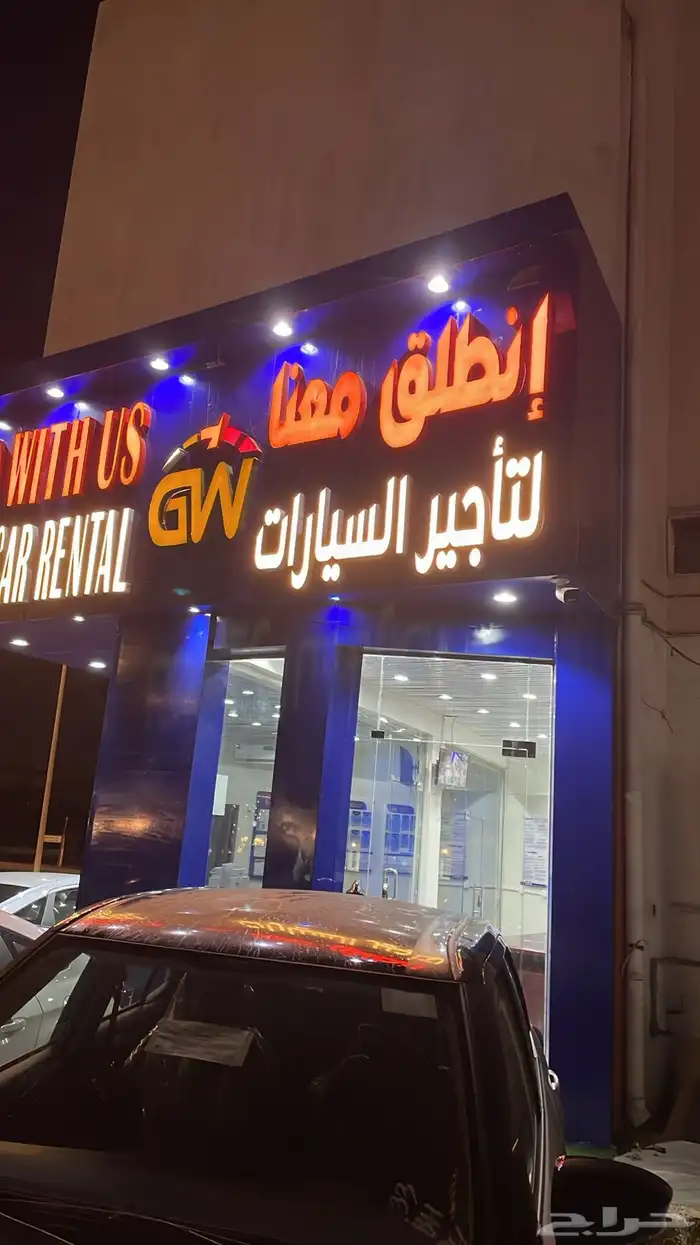 إنطلق معنا
لتأجير السيارات
GW
WITH US
CAR RENTAL
حراج